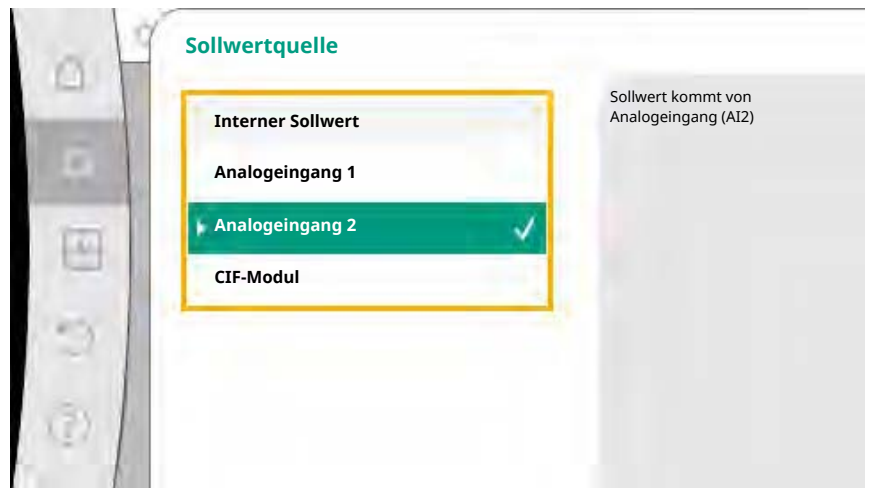 Sollwertquelle
Interner Sollwert
Analogeingang 1
Analogeingang 2
CIF-Modul
Sollwert kommt von
Analogeingang (AI2)